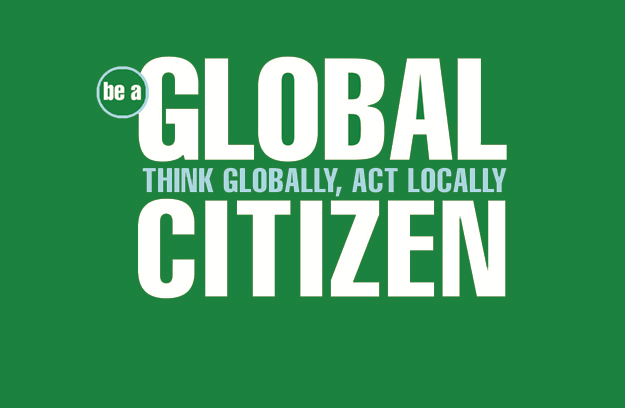 be a
GLOBAL
THINK GLOBALLY, ACT LOCALLY
CITIZEN